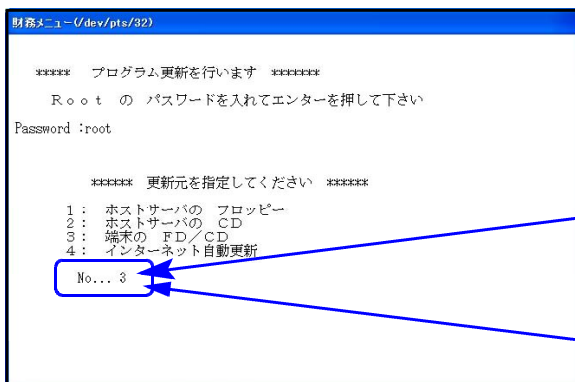 財務メニュー(/dev/pts/32)
***** プログラム更新を行います *******
Ｒｏｏｔ の パスワードを入れてエンターを押して下さい
Password :root
****** 更新元を指定してください ******
１： ホストサーバの フロッピー
２： ホストサーバの ＣＤ
３： 端末の ＦＤ／ＣＤ
４： インターネット自動更新
No... 3